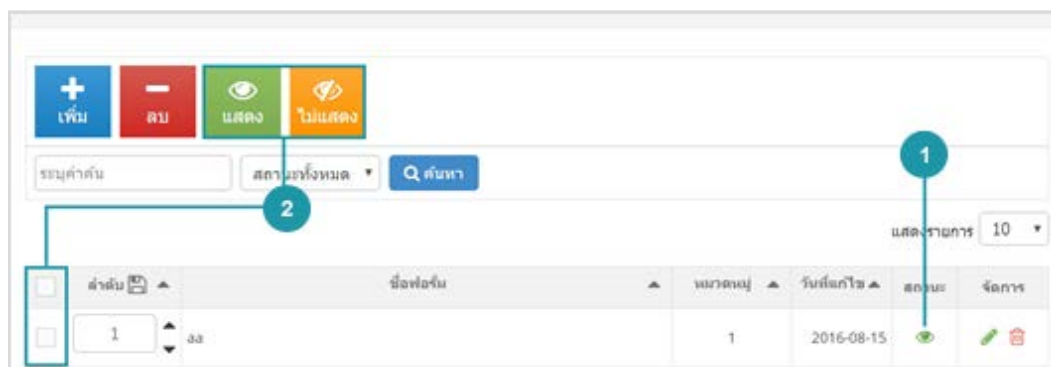 เพิ่ม ลบ แสดง ไม่แสดง
1
ระบุคำค้น สถานะทั้งหมด ค้นหา
2
แสดงรายการ 10
ลำดับ ชื่อฟอร์ม หมวดหมู่ วันที่แก้ไข สถานะ จัดการ
1 aa 1 2016-08-15